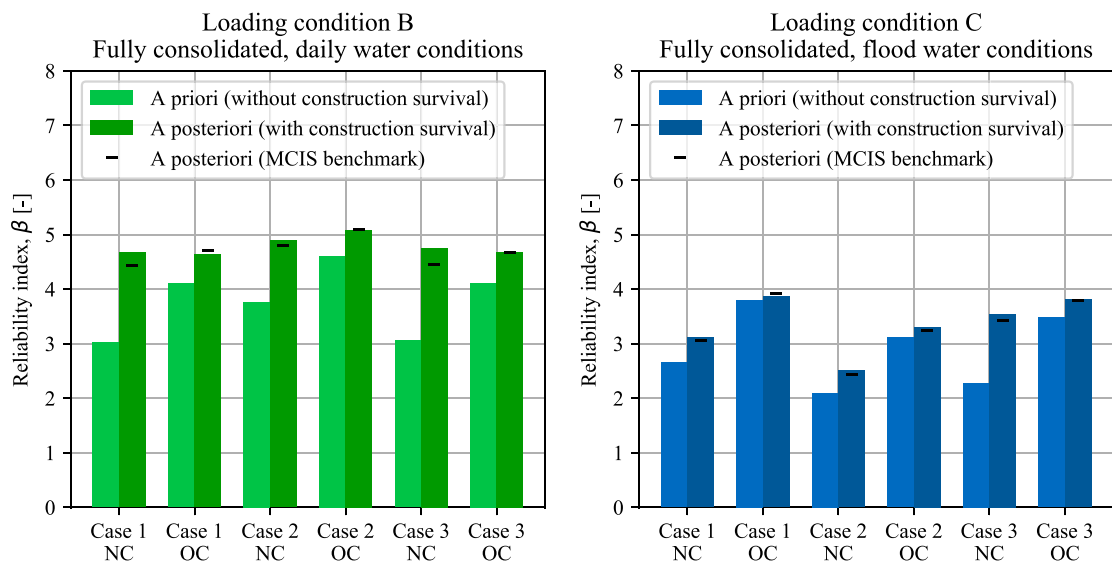 Loading condition B
Fully consolidated, daily water conditions
Reliability index, β [-]
8
7
6
5
4
3
2
1
0
A priori (without construction survival)
A posteriori (with construction survival)
A posteriori (MCIS benchmark)
Case 1 NC
Case 1 OC
Case 2 NC
Case 2 OC
Case 3 NC
Case 3 OC
Loading condition C
Fully consolidated, flood water conditions
Reliability index, β [-]
8
7
6
5
4
3
2
1
0
A priori (without construction survival)
A posteriori (with construction survival)
A posteriori (MCIS benchmark)
Case 1 NC
Case 1 OC
Case 2 NC
Case 2 OC
Case 3 NC
Case 3 OC